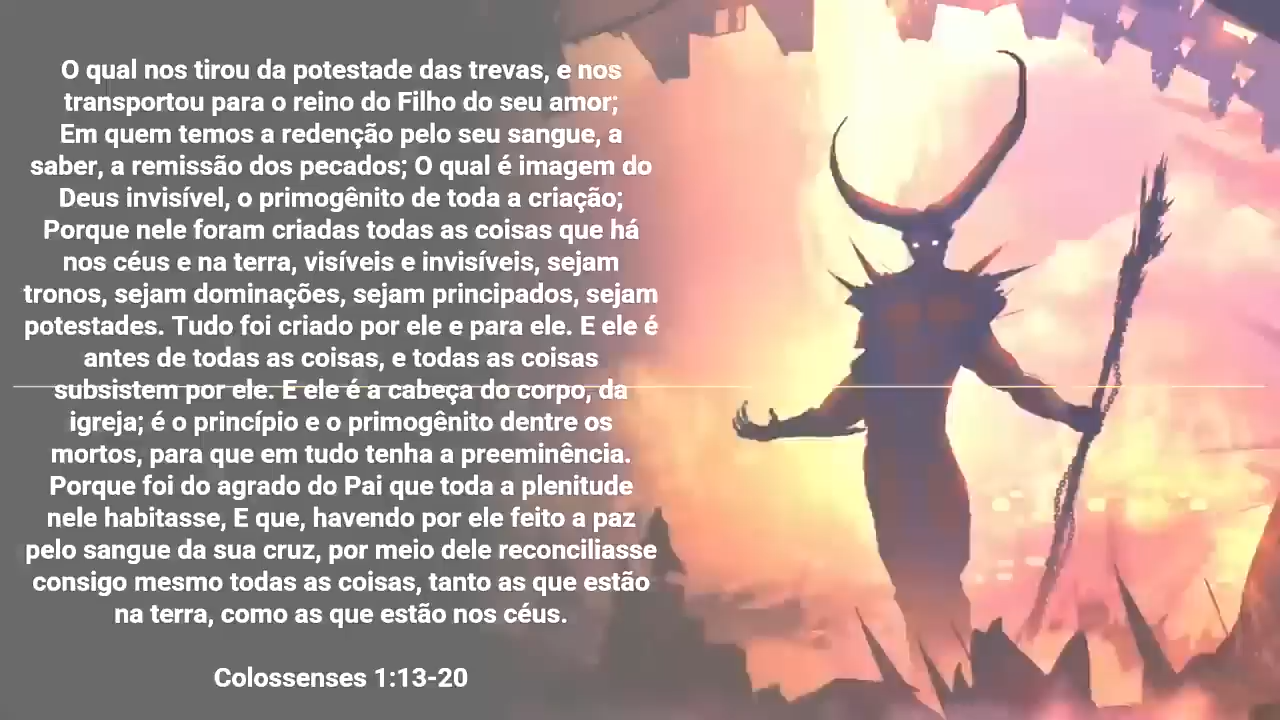 O qual nos tirou da potestade das trevas, e nos
transportou para o reino do Filho do seu amor;
Em quem temos a redenção pelo seu sangue, a
saber, a remissão dos pecados; O qual é imagem do
Deus invisível, o primogênito de toda a criação;
Porque nele foram criadas todas as coisas que há
nos céus e na terra, visíveis e invisíveis, sejam
tronos, sejam dominações, sejam principados, sejam
potestades. Tudo foi criado por ele e para ele. E ele é
antes de todas as coisas, e todas as coisas
subsistem por ele. E ele é a cabeça do corpo, da
igreja; é o princípio e o primogênito dentre os
mortos, para que em tudo tenha a preeminência.
Porque foi do agrado do Pai que toda a plenitude
nele habitasse, E que, havendo por ele feito a paz
pelo sangue da sua cruz, por meio dele reconciliasse
consigo mesmo todas as coisas, tanto as que estão
na terra, como as que estão nos céus.
Colossenses 1:13-20